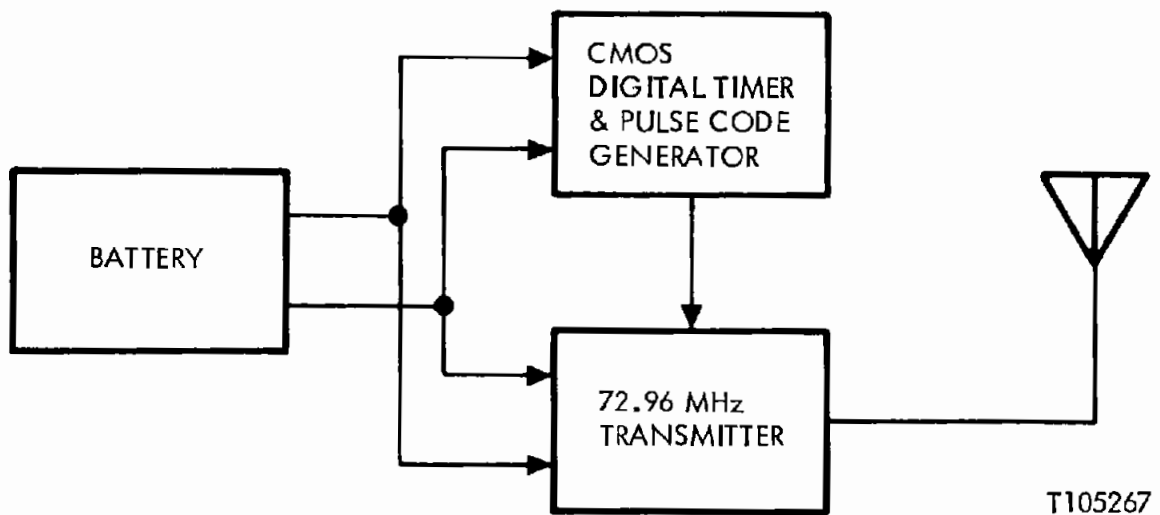 CMOS
DIGITAL TIMER
& PULSE CODE
GENERATOR
BATTERY
72.96 MHz
TRANSMITTER
T105267